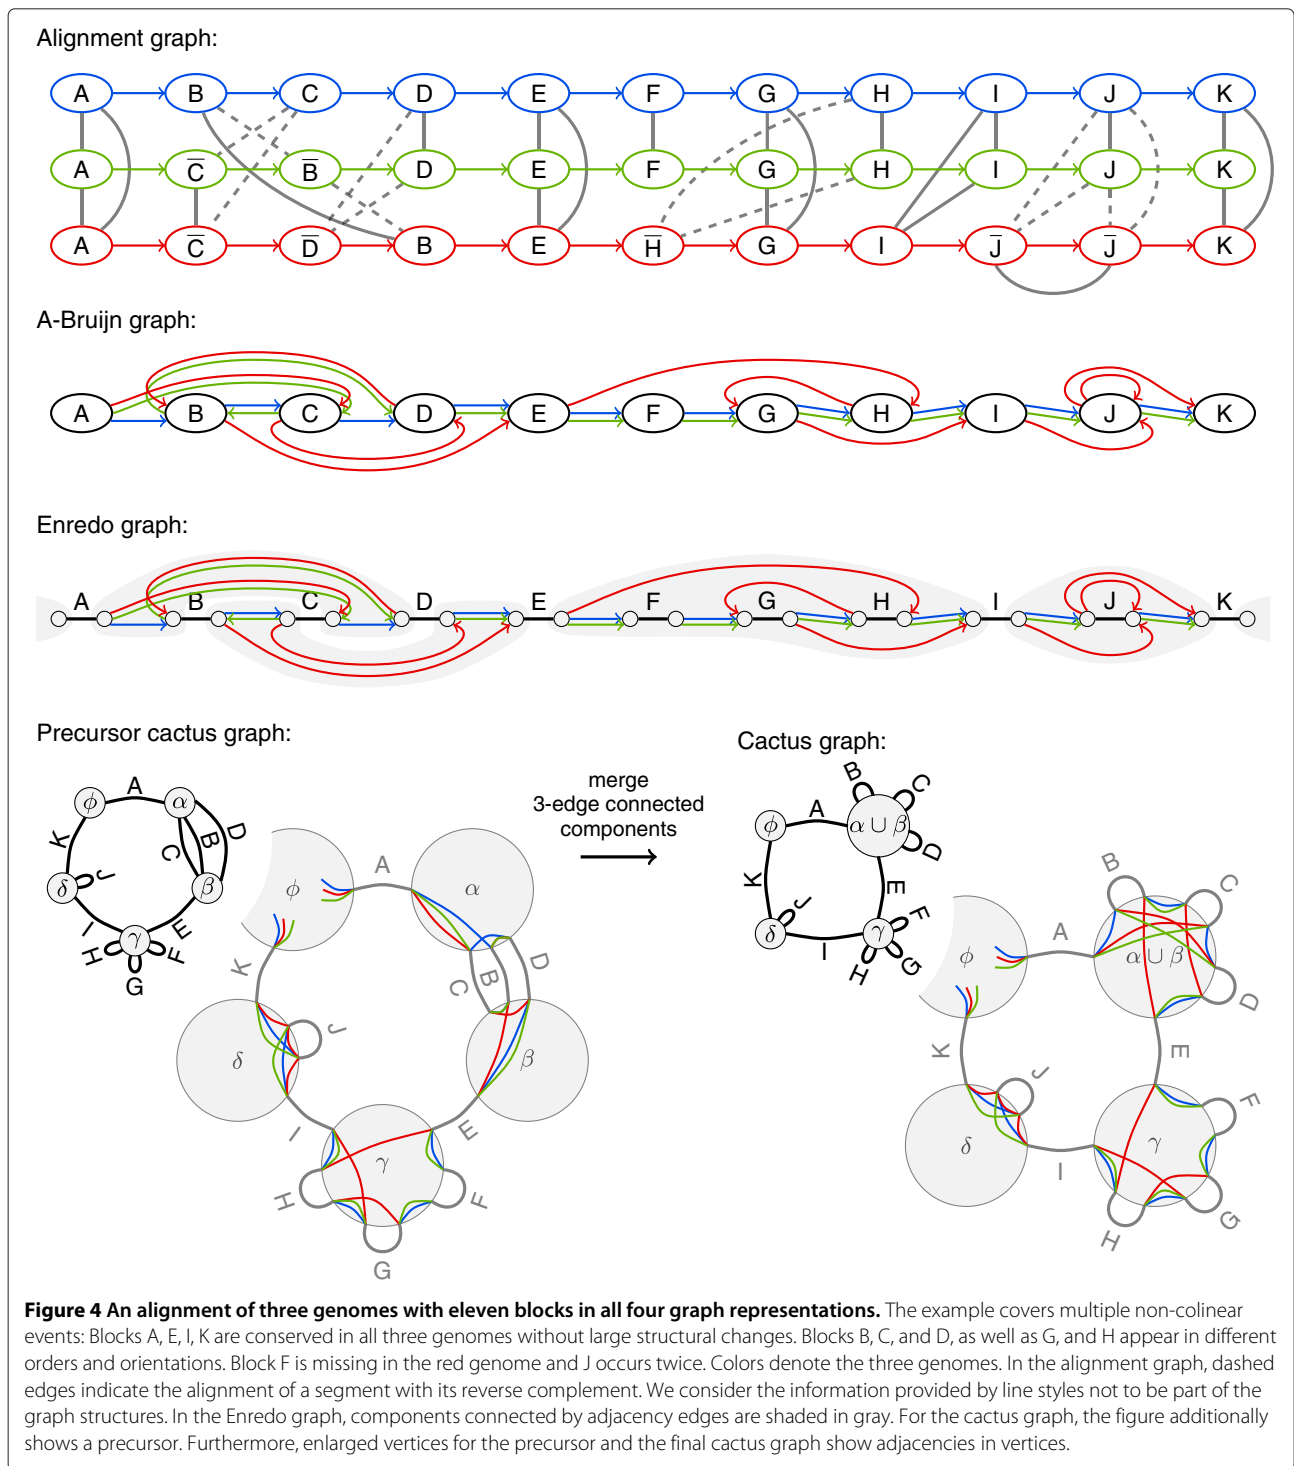 Alignment graph:
A B C D E F G H I J K
A C̅ B̅ D E F G H I J K
A C̅ D̅ B E H̅ G I J̅ J̅ K
A-Bruijn graph:
A B C D E F G H I J K
Enredo graph:
A B C D E F G H I J K
Precursor cactus graph:
Cactus graph:
merge
3-edge connected
components
ϕ A α
K C B D
δ J β
I E
H γ F
G
ϕ A α
K C B D
δ J β
I E
H γ F
G
B C
ϕ A α ∪ β
D
K E
J F
δ I γ
H G
B C
ϕ A α ∪ β
D
K E
J F
δ I γ
H G
Figure 4 An alignment of three genomes with eleven blocks in all four graph representations. The example covers multiple non-colinear
events: Blocks A, E, I, K are conserved in all three genomes without large structural changes. Blocks B, C, and D, as well as G, and H appear in different
orders and orientations. Block F is missing in the red genome and J occurs twice. Colors denote the three genomes. In the alignment graph, dashed
edges indicate the alignment of a segment with its reverse complement. We consider the information provided by line styles not to be part of the
graph structures. In the Enredo graph, components connected by adjacency edges are shaded in gray. For the cactus graph, the figure additionally
shows a precursor. Furthermore, enlarged vertices for the precursor and the final cactus graph show adjacencies in vertices.